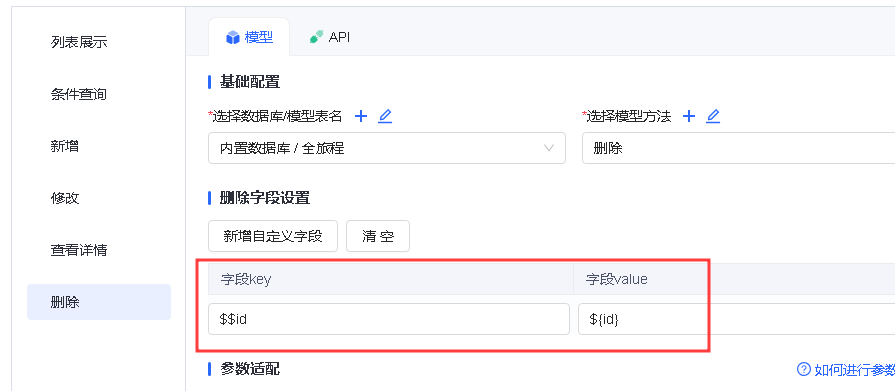 列表展示
条件查询
新增
修改
查看详情
删除
模型 API
基础配置
*选择数据库/模型表名 *选择模型方法
内置数据库 / 全旅程 删除
删除字段设置
新增自定义字段 清 空
字段key 字段value
$$id ${id}
参数适配 如何进行参数